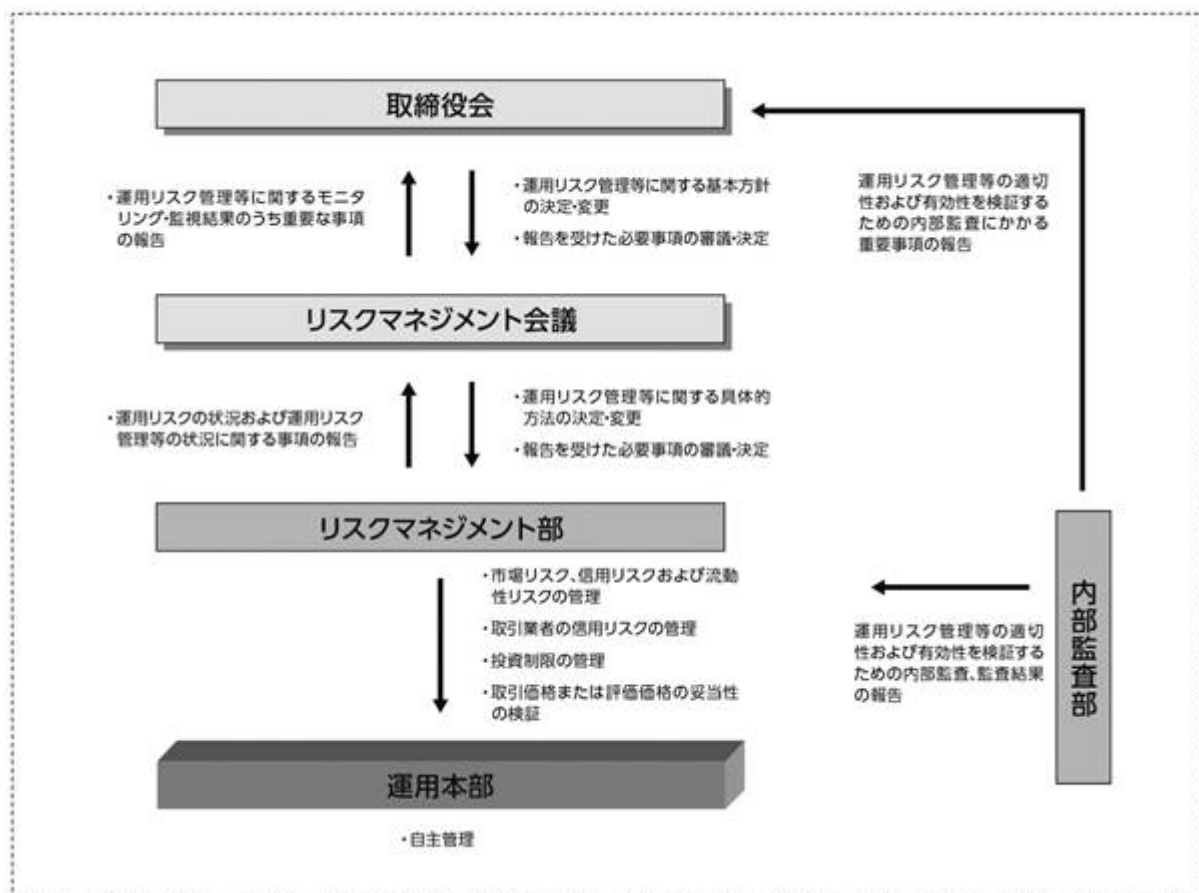 取締役会
・運用リスク管理等に関するモニタ
リング・監視結果のうち重要な事項
の報告
・運用リスク管理等に関する基本方針
の決定・変更
・報告を受けた必要事項の審議・決定
運用リスク管理等の適切
性および有効性を検証する
ための内部監査にかかる
重要事項の報告
リスクマネジメント会議
・運用リスクの状況および運用リスク
管理等の状況に関する事項の報告
・運用リスク管理等に関する具体的
方法の決定・変更
・報告を受けた必要事項の審議・決定
リスクマネジメント部
・市場リスク、信用リスクおよび流動
性リスクの管理
・取引業者の信用リスクの管理
・投資制限の管理
・取引価格または評価価格の妥当性
の検証
運用リスク管理等の適切
性および有効性を検証する
ための内部監査、監査結果
の報告
内部監査部
運用本部
・自主管理